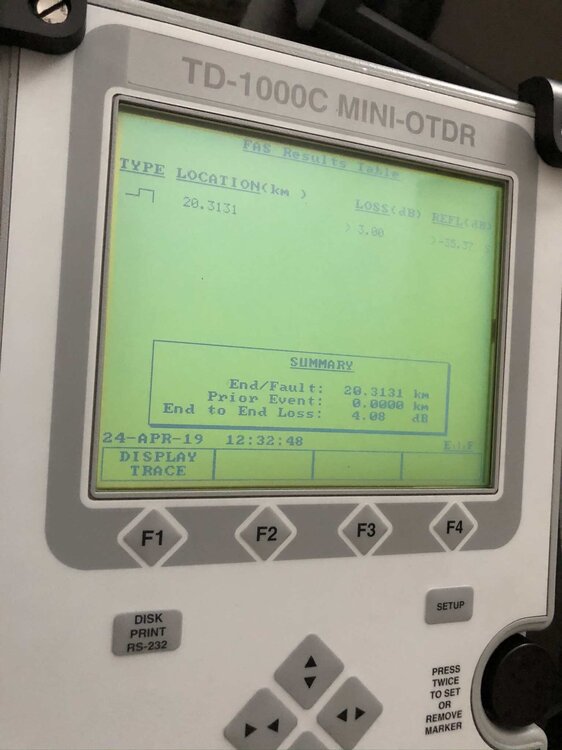 TD-1000C MINI-OTDR
FAS Results Table
TYPE LOCATION(km ) LOSS(dB) REFL(dB)
20.3131 > 3.00 >-35.37 S
SUMMARY
End/Fault: 20.3131 km
Prior Event: 0.0000 km
End to End Loss: 4.08 dB
24-APR-19 12:32:48
DISPLAY
TRACE
F1 F2 F3 F4
DISK
PRINT
RS-232
SETUP
PRESS
TWICE
TO SET
OR
REMOVE
MARKER